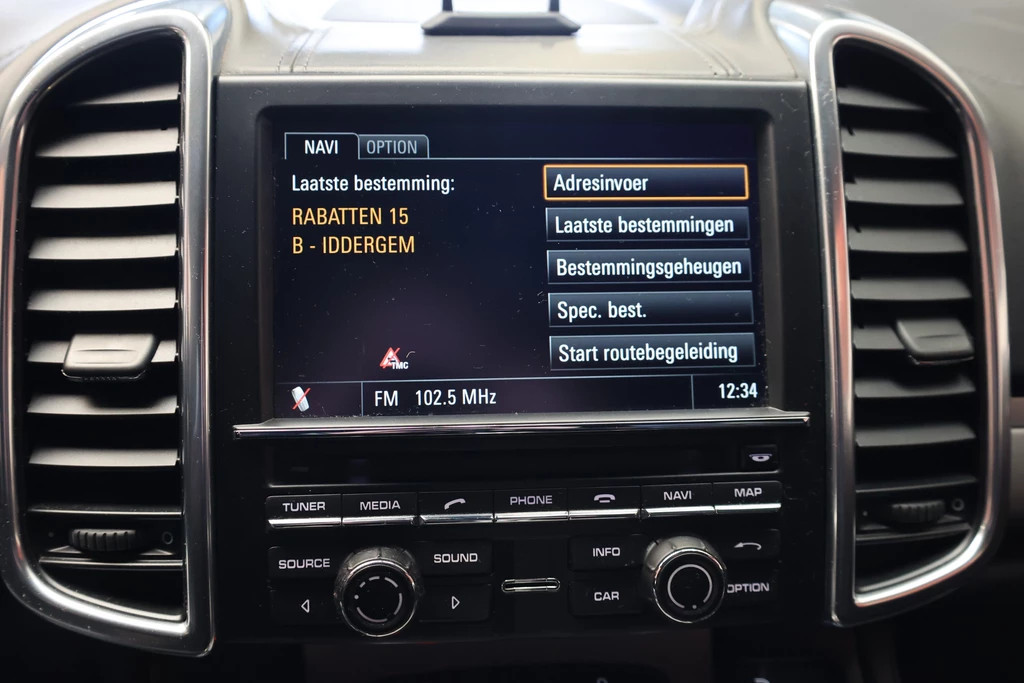 NAVI OPTION
Laatste bestemming:
RABATTEN 15
B - IDDERGEM
Adresinvoer
Laatste bestemmingen
Bestemmingsgeheugen
Spec. best.
Start routebegeleiding
TMC
FM 102.5 MHz
12:34
TUNER MEDIA PHONE NAVI MAP
SOURCE SOUND INFO
CAR OPTION